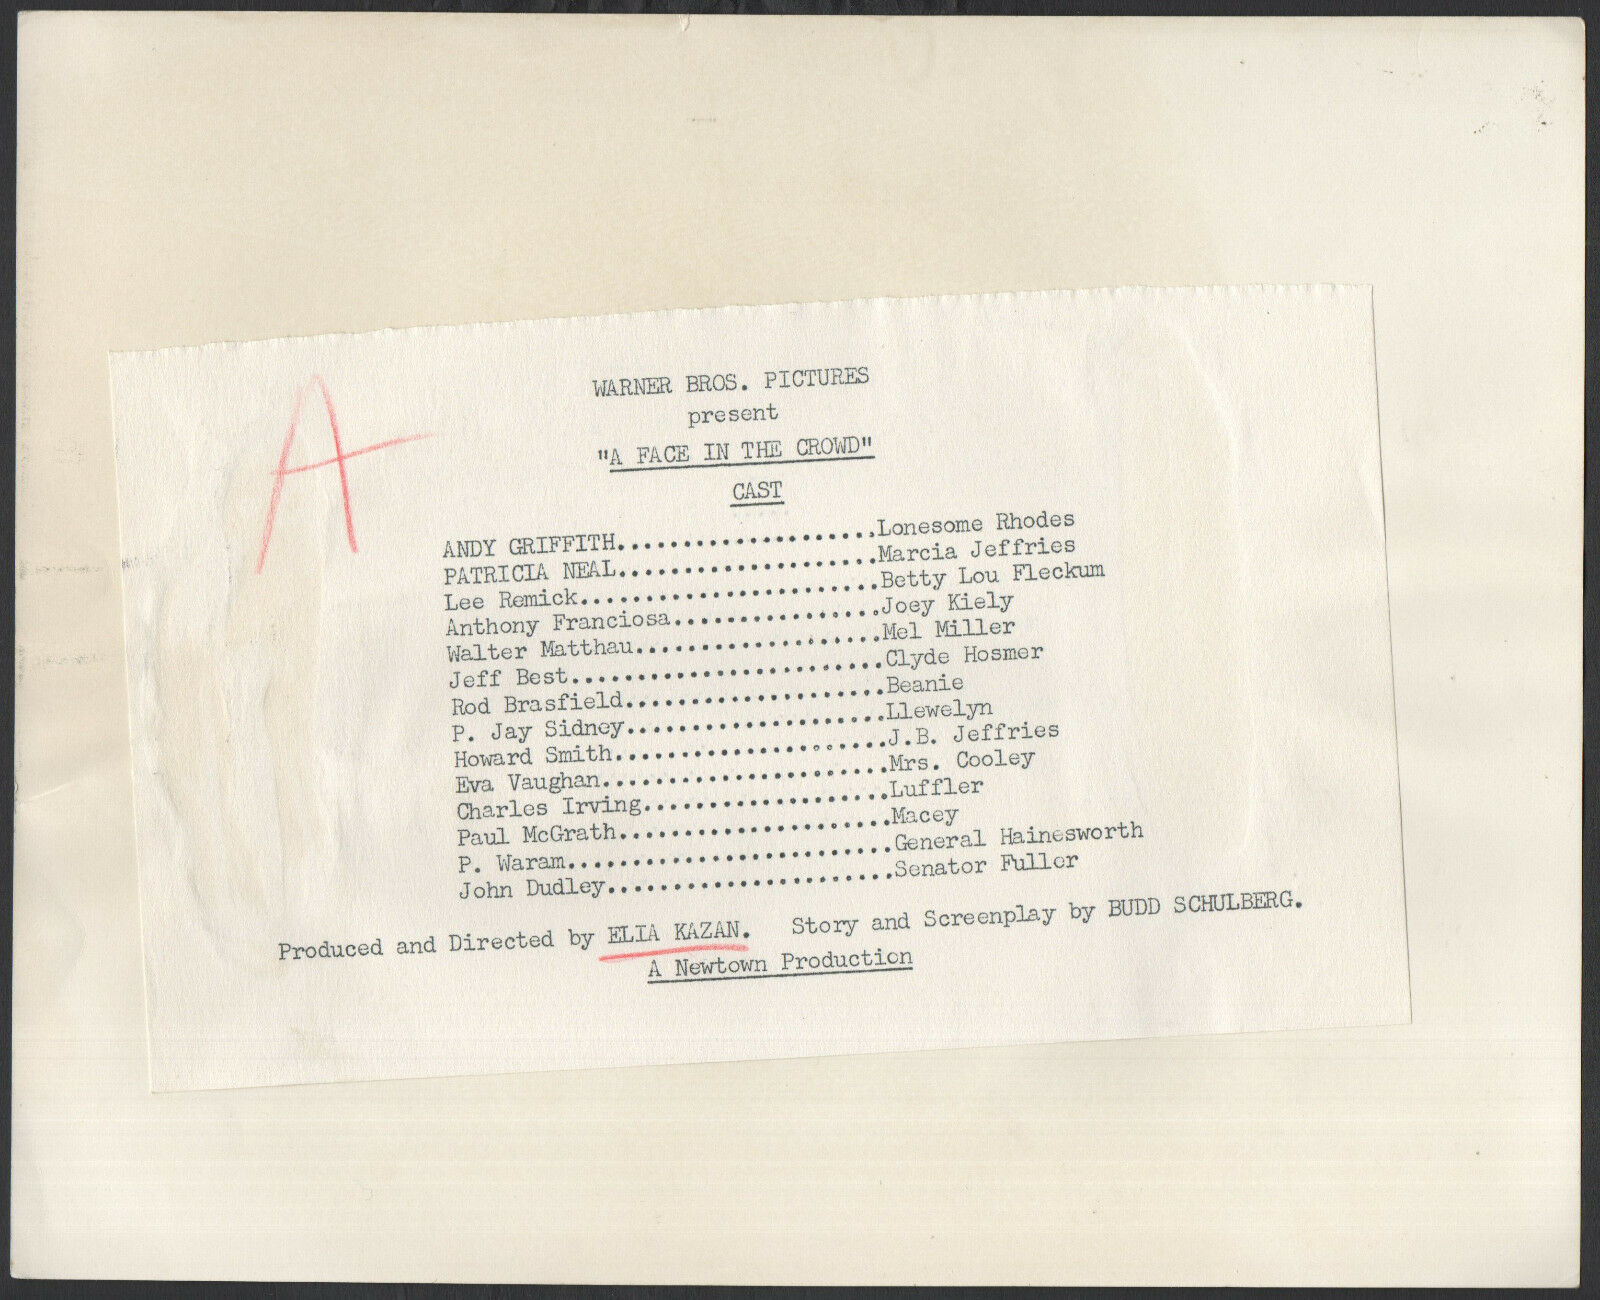 A
WARNER BROS. PICTURES
present
"A FACE IN THE CROWD"
CAST
ANDY GRIFFITH....................Lonesome Rhodes
PATRICIA NEAL....................Marcia Jeffries
Lee Remick.......................Betty Lou Fleckum
Anthony Franciosa................Joey Kiely
Walter Matthau...................Mel Miller
Jeff Best........................Clyde Hosmer
Rod Brasfield....................Beanie
P. Jay Sidney....................Llewelyn
Howard Smith.....................J.B. Jeffries
Eva Vaughan......................Mrs. Cooley
Charles Irving...................Luffler
Paul McGrath.....................Macey
P. Waram.........................General Hainesworth
John Dudley......................Senator Fuller
Produced and Directed by ELIA KAZAN. Story and Screenplay by BUDD SCHULBERG.
A Newtown Production